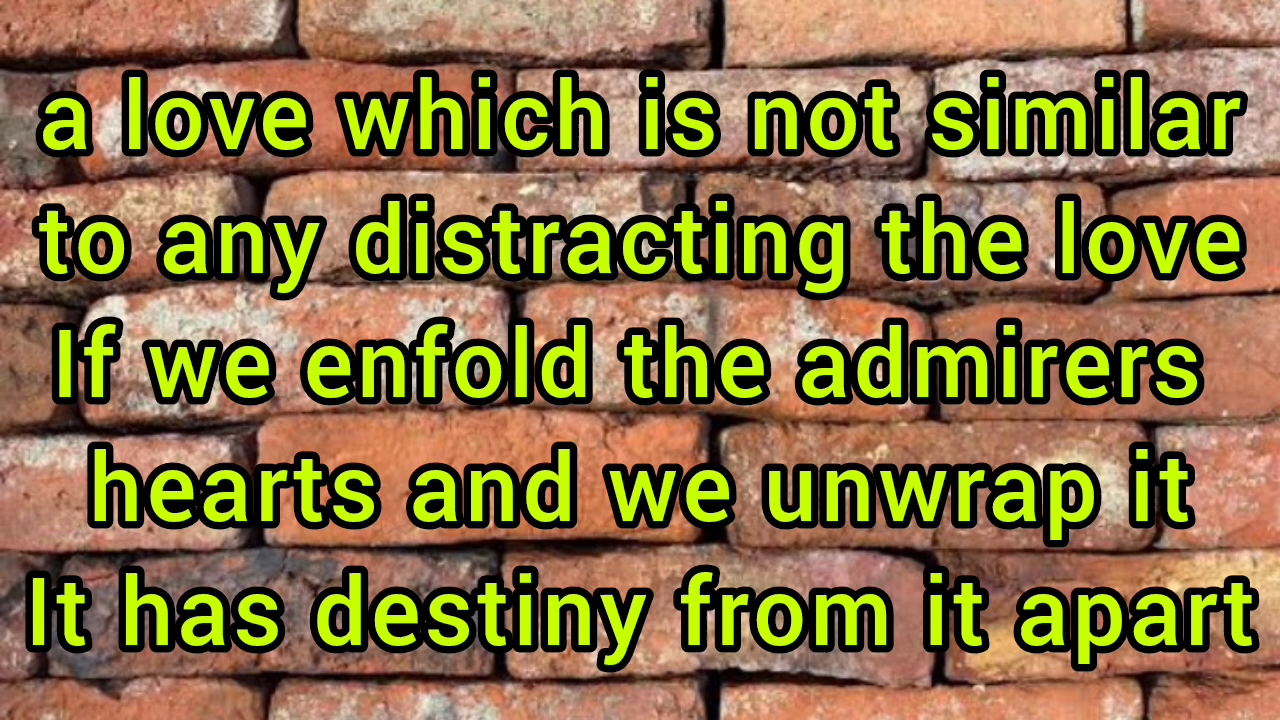 a love which is not similar
to any distracting the love
If we enfold the admirers
hearts and we unwrap it
It has destiny from it apart